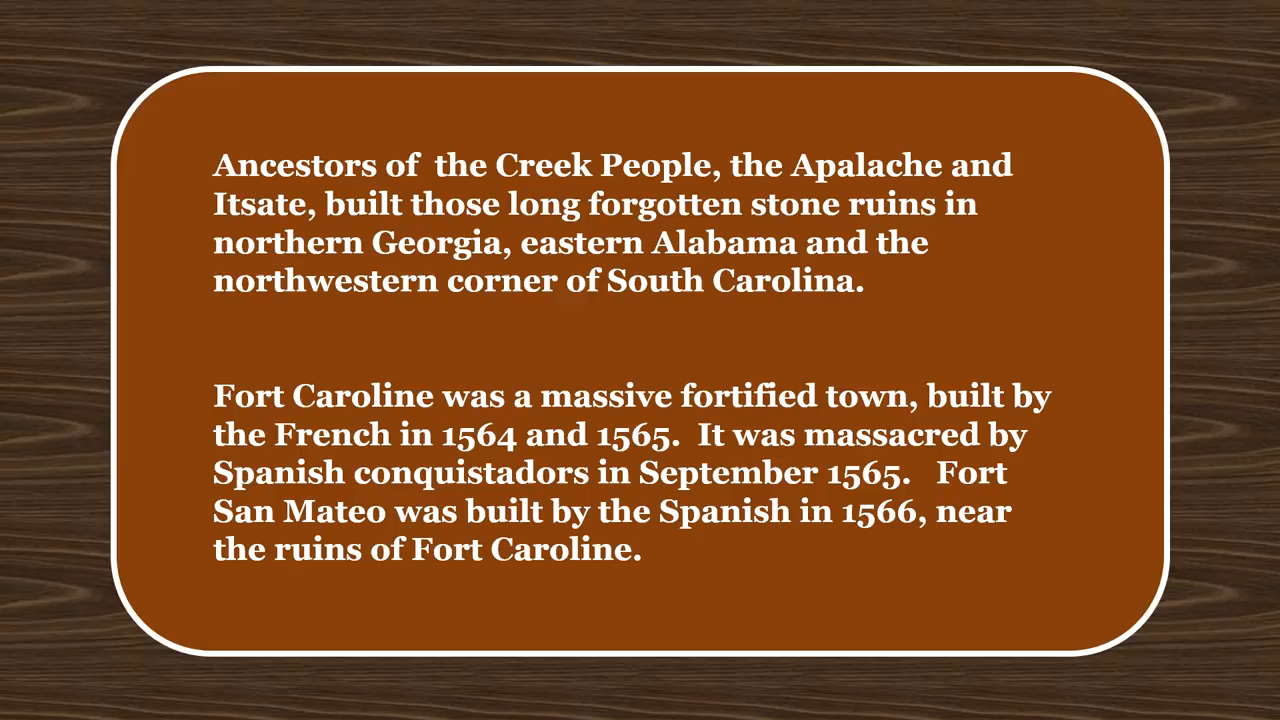 Ancestors of  the Creek People, the Apalache and
Itsate, built those long forgotten stone ruins in
northern Georgia, eastern Alabama and the
northwestern corner of South Carolina.
Fort Caroline was a massive fortified town, built by
the French in 1564 and 1565.  It was massacred by
Spanish conquistadors in September 1565.   Fort
San Mateo was built by the Spanish in 1566, near
the ruins of Fort Caroline.